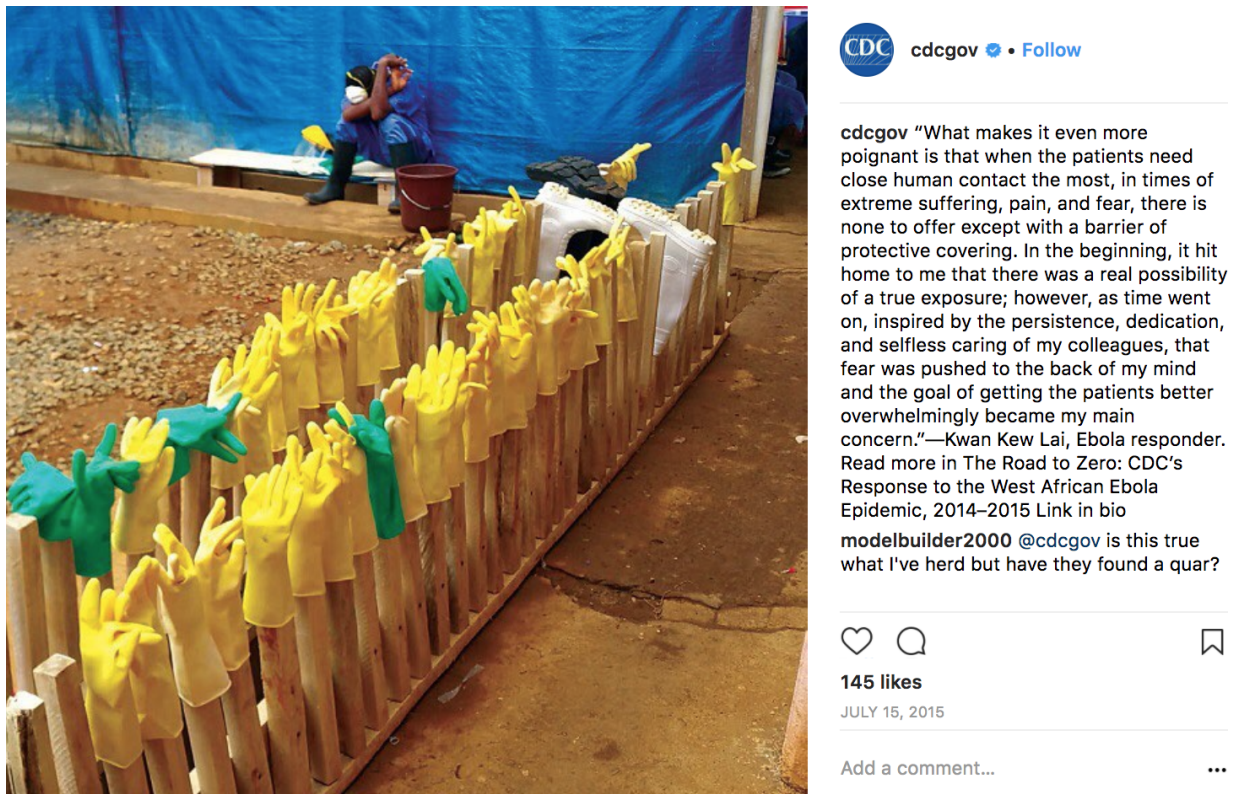 CDC
cdcgov • Follow
cdcgov “What makes it even more
poignant is that when the patients need
close human contact the most, in times of
extreme suffering, pain, and fear, there is
none to offer except with a barrier of
protective covering. In the beginning, it hit
home to me that there was a real possibility
of a true exposure; however, as time went
on, inspired by the persistence, dedication,
and selfless caring of my colleagues, that
fear was pushed to the back of my mind
and the goal of getting the patients better
overwhelmingly became my main
concern.”—Kwan Kew Lai, Ebola responder.
Read more in The Road to Zero: CDC’s
Response to the West African Ebola
Epidemic, 2014–2015 Link in bio
modelbuilder2000 @cdcgov is this true
what I've herd but have they found a quar?
145 likes
JULY 15, 2015
Add a comment...